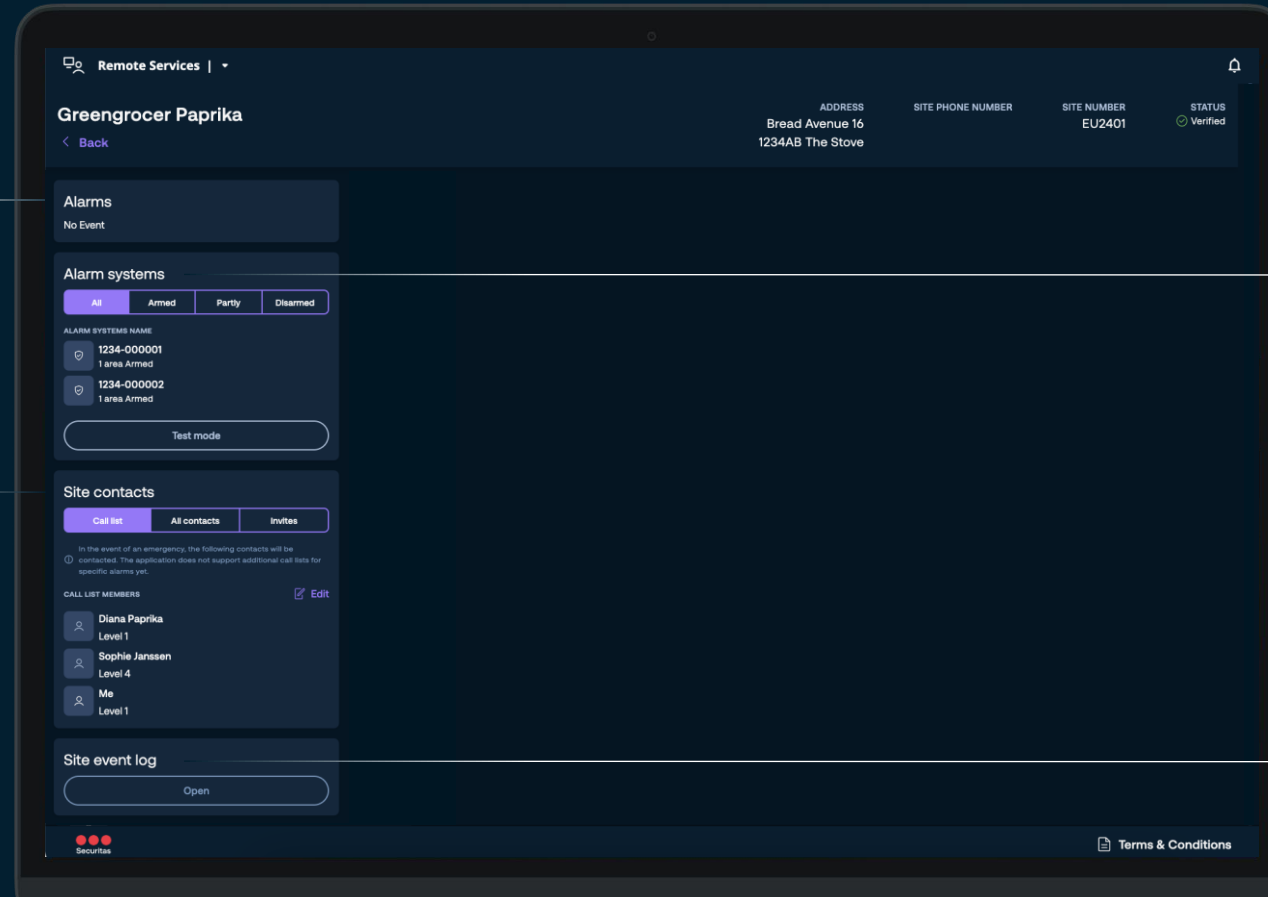 Remote Services |
Greengrocer Paprika
Back
ADDRESS
Bread Avenue 16
1234AB The Stove
SITE PHONE NUMBER
SITE NUMBER
EU2401
STATUS
Verified
Alarms
No Event
Alarm systems
All Armed Partly Disarmed
ALARM SYSTEMS NAME
1234-000001
1 area Armed
1234-000002
1 area Armed
Test mode
Site contacts
Call list All contacts Invites
In the event of an emergency, the following contacts will be
contacted. The application does not support additional call lists for
specific alarms yet.
CALL LIST MEMBERS Edit
Diana Paprika
Level 1
Sophie Janssen
Level 4
Me
Level 1
Site event log
Open
Securitas
Terms & Conditions